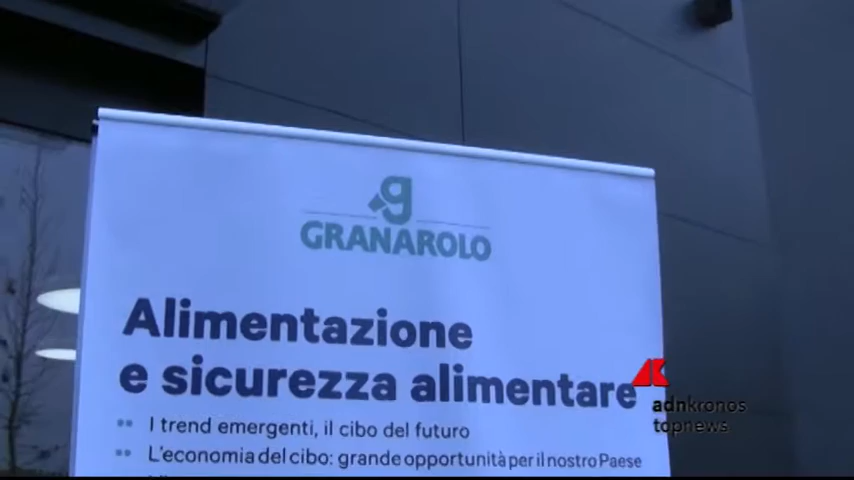 g
GRANAROLO
Alimentazione
e sicurezza alimentare
I trend emergenti, il cibo del futuro
L'economia del cibo: grande opportunità per il nostro Paese
adnkronos
topnews